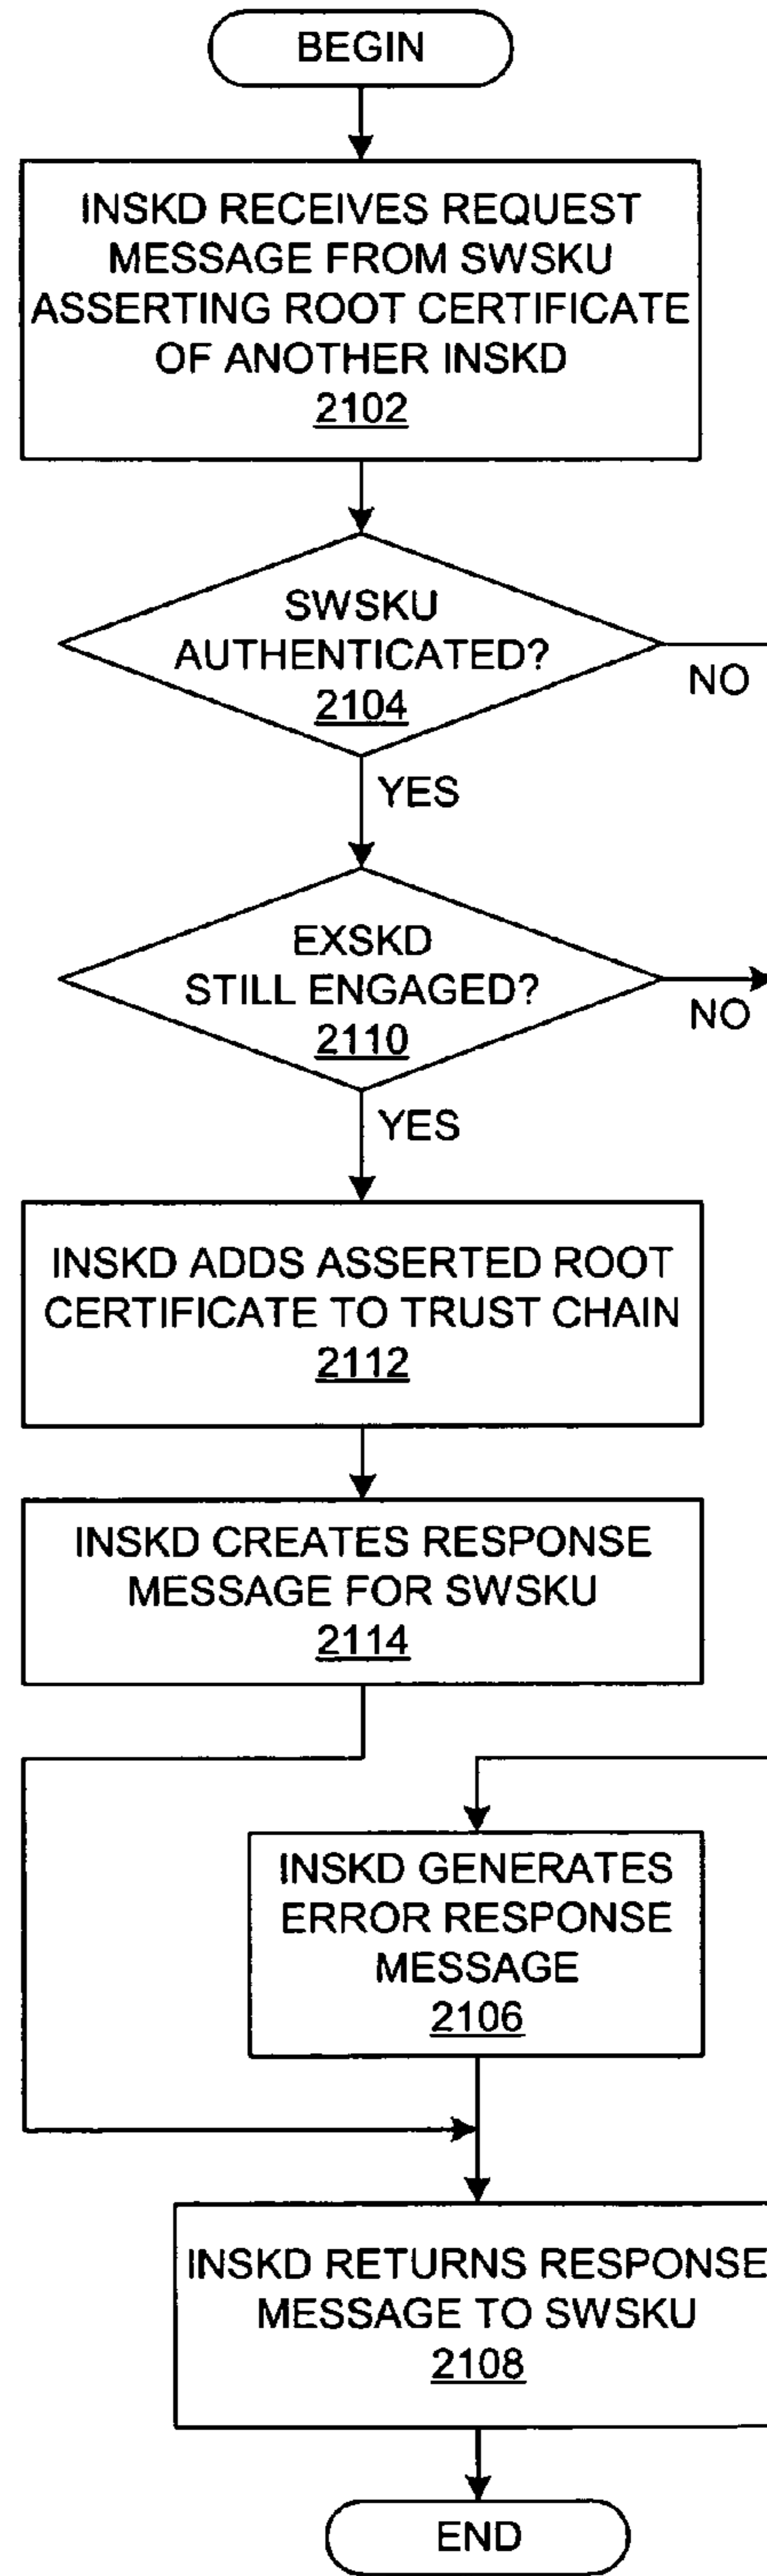 BEGIN
INSKD RECEIVES REQUEST
MESSAGE FROM SWSKU
ASSERTING ROOT CERTIFICATE
OF ANOTHER INSKD
2102
SWSKU
AUTHENTICATED?
2104
NO
YES
EXSKD
STILL ENGAGED?
2110
NO
YES
INSKD ADDS ASSERTED ROOT
CERTIFICATE TO TRUST CHAIN
2112
INSKD CREATES RESPONSE
MESSAGE FOR SWSKU
2114
INSKD GENERATES
ERROR RESPONSE
MESSAGE
2106
INSKD RETURNS RESPONSE
MESSAGE TO SWSKU
2108
END